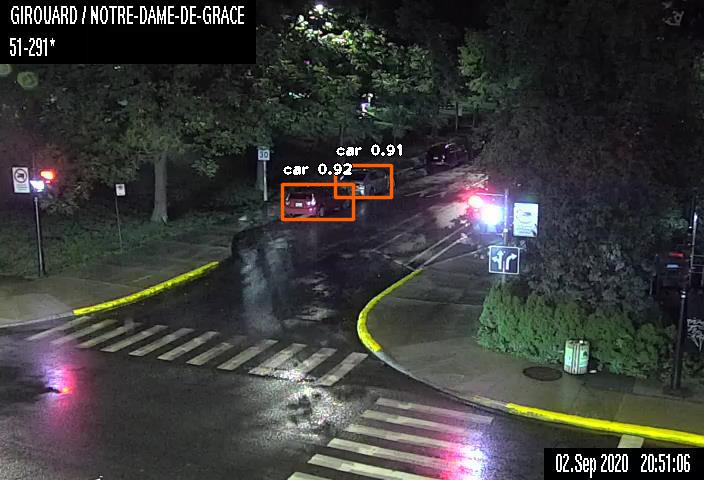 GIROUARD / NOTRE-DAME-DE-GRACE
51-291*
car 0.91
car 0.92
30
02.Sep 2020 20:51:06